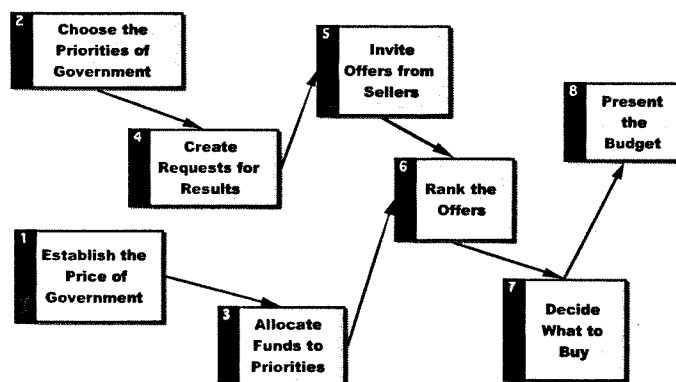 2
Choose the
Priorities of
Government
5
Invite
Offers from
Sellers
8
Present
the
Budget
4
Create
Requests for
Results
6
Rank the
Offers
1
Establish the
Price of
Government
3
Allocate
Funds to
Priorities
7
Decide
What to
Buy